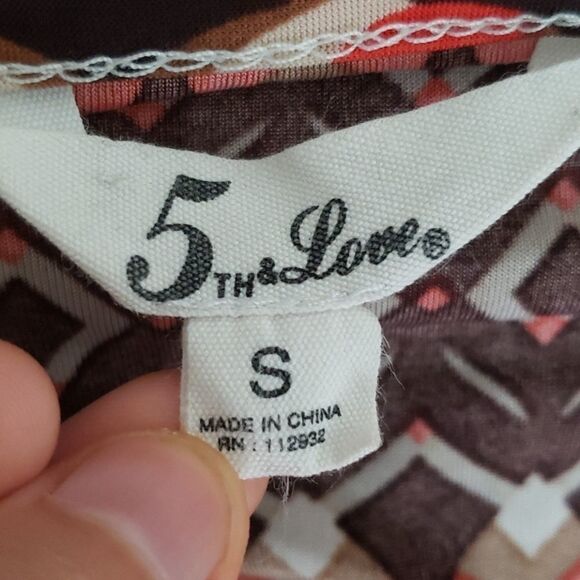 5TH & Love®
S
MADE IN CHINA
RN : 112932